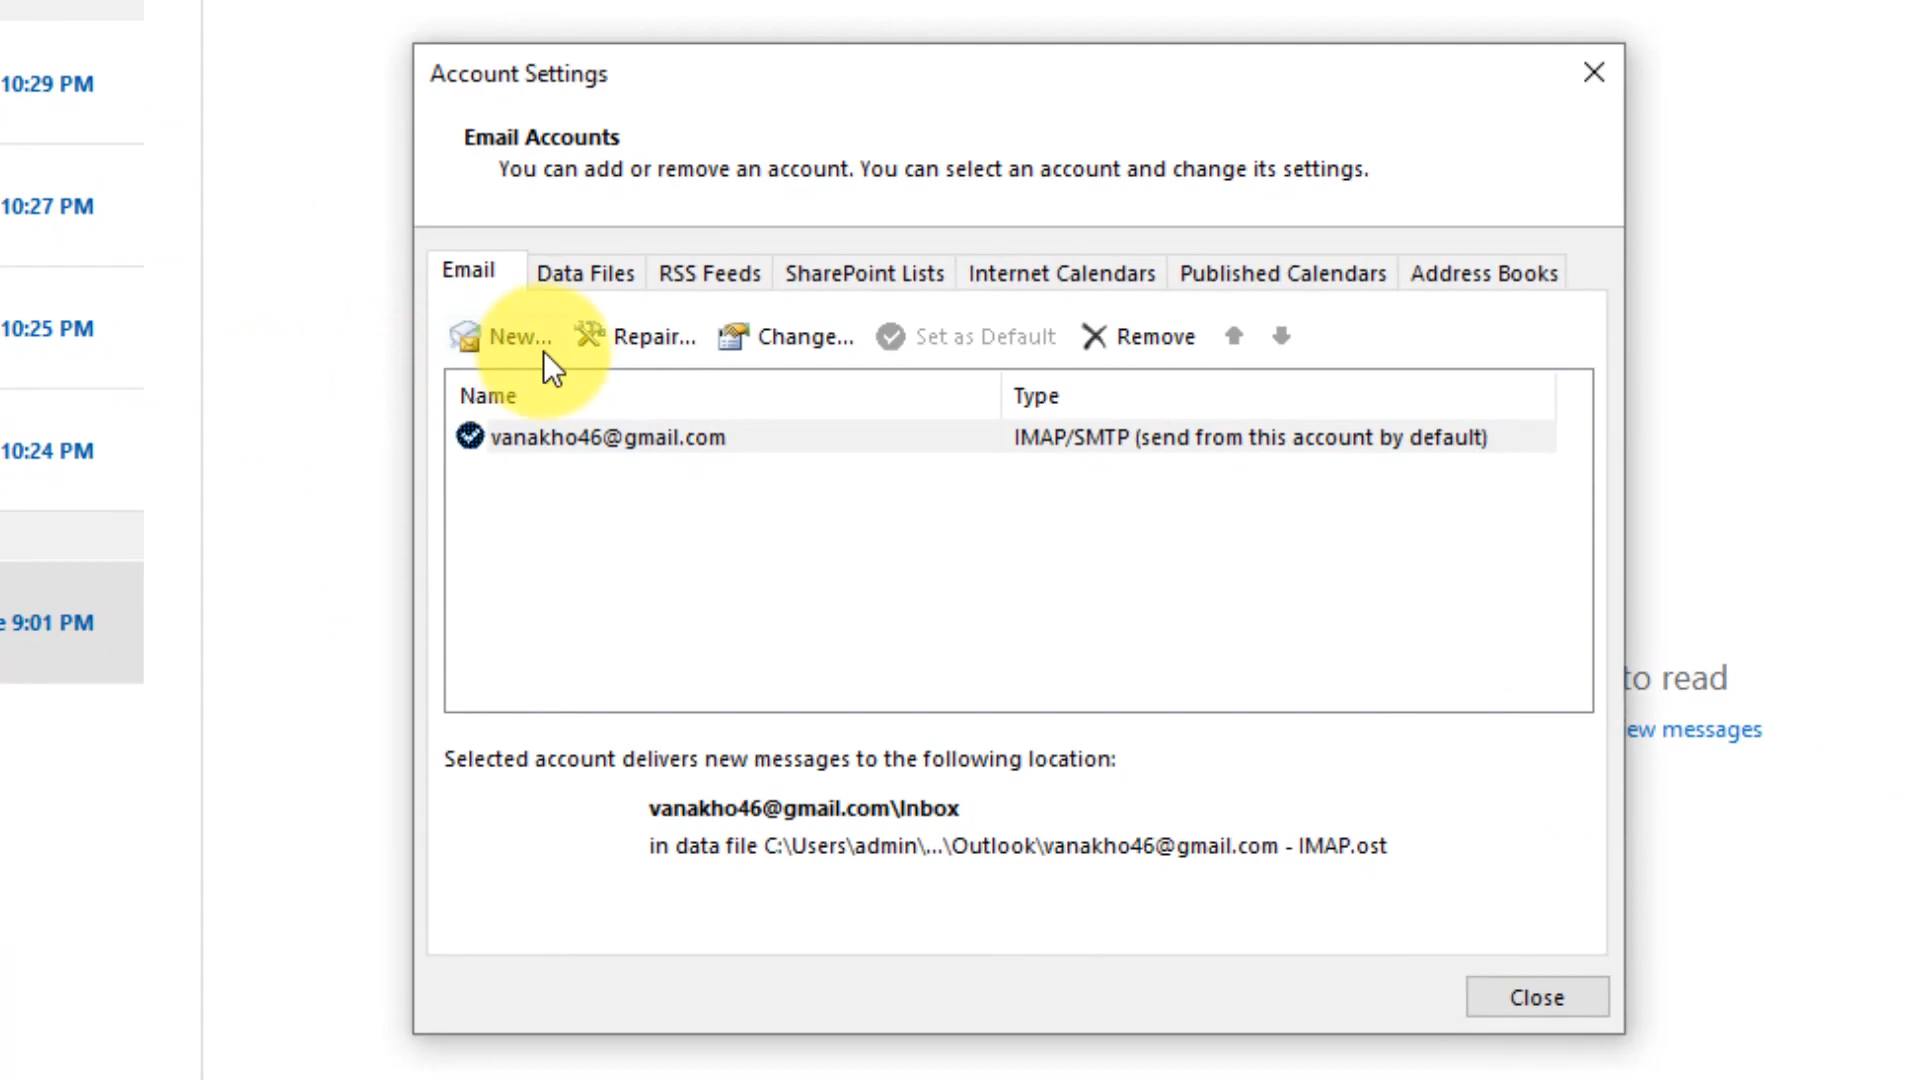 10:29 PM
10:27 PM
10:25 PM
10:24 PM
9:01 PM
Account Settings
Email Accounts
You can add or remove an account. You can select an account and change its settings.
Email Data Files RSS Feeds SharePoint Lists Internet Calendars Published Calendars Address Books
New... Repair... Change... Set as Default Remove
Name Type
vanakho46@gmail.com IMAP/SMTP (send from this account by default)
Selected account delivers new messages to the following location:
vanakho46@gmail.com\Inbox
in data file C:\Users\admin\...\Outlook\vanakho46@gmail.com - IMAP.ost
Close
to read
ew messages